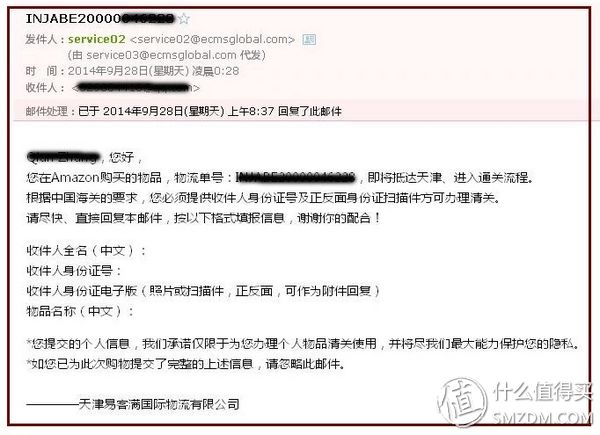 INJABE20000
发件人：service02 <service02@ecmsglobal.com>
(由 service03@ecmsglobal.com 代发)
时 间：2014年9月28日(星期天) 凌晨0:28
收件人：
邮件处理：已于 2014年9月28日(星期天) 上午8:37 回复了此邮件
，您好，
您在Amazon购买的物品，物流单号：，即将抵达天津、进入通关流程。
根据中国海关的要求，您必须提供收件人身份证号及正反面身份证扫描件方可办理清关。
请尽快、直接回复本邮件，按以下格式填报信息，谢谢你的配合！
收件人全名（中文）：
收件人身份证号：
收件人身份证电子版（照片或扫描件，正反面，可作为附件回复）
物品名称（中文）：
*您提交的个人信息，我们承诺仅限于为您办理个人物品清关使用，并将尽我们最大能力保护您的隐私。
*如您已为此次购物提交了完整的上述信息，请忽略此邮件。
————天津易客满国际物流有限公司
值 什么值得买
SMZDM.COM